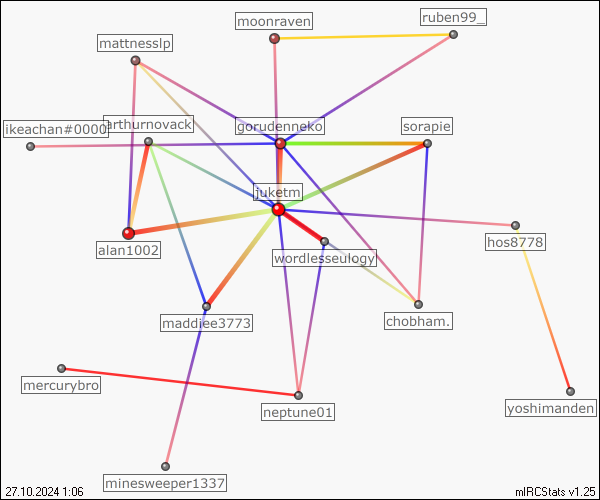 ruben99_
moonraven
mattnesslp
ikeachan#0000
arthurnovack
gorudenneko
sorapie
juketm
alan1002
wordlesseulogy
hos8778
maddiee3773
chobham.
mercurybro
neptune01
yoshimanden
minesweeper1337
27.10.2024 1:06
mIRCStats v1.25